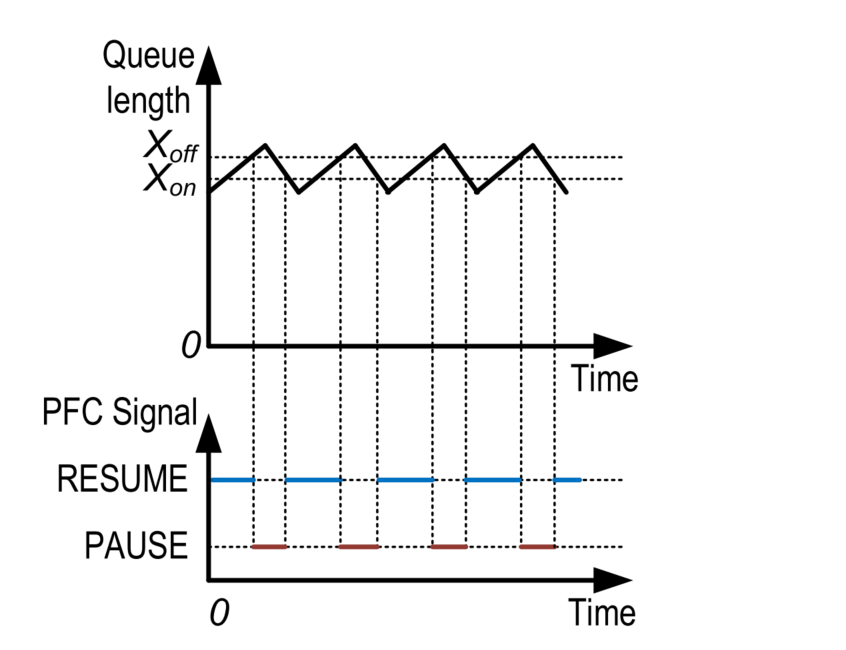 Queue
length
Xoff
Xon
0
Time
PFC Signal
RESUME
PAUSE
0
Time